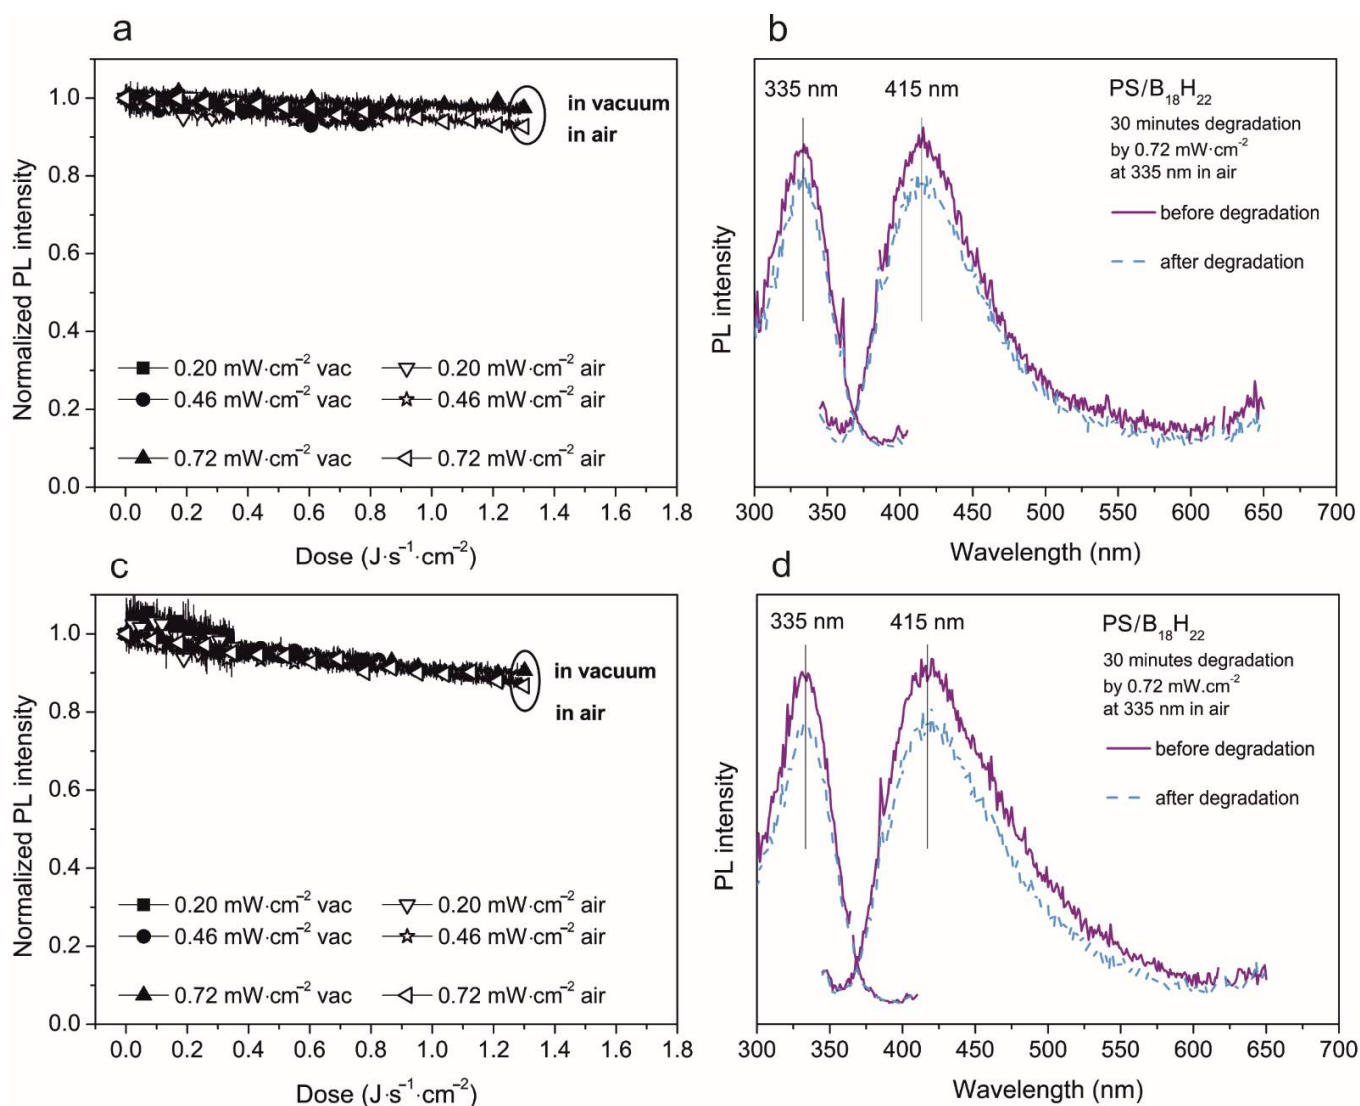 a
1.0
0.8
0.6
0.4
0.2
0.0
Normalized PL intensity
in vacuum
in air
0.20 mW·cm⁻² vac
0.46 mW·cm⁻² vac
0.72 mW·cm⁻² vac
0.20 mW·cm⁻² air
0.46 mW·cm⁻² air
0.72 mW·cm⁻² air
0.0 0.2 0.4 0.6 0.8 1.0 1.2 1.4 1.6 1.8
Dose (J·s⁻¹·cm⁻²)
b
335 nm 415 nm
PS/B₁₈H₂₂
30 minutes degradation
by 0.72 mW·cm⁻²
at 335 nm in air
before degradation
after degradation
PL intensity
300 350 400 450 500 550 600 650 700
Wavelength (nm)
c
1.0
0.8
0.6
0.4
0.2
0.0
Normalized PL intensity
in vacuum
in air
0.20 mW·cm⁻² vac
0.46 mW·cm⁻² vac
0.72 mW·cm⁻² vac
0.20 mW·cm⁻² air
0.46 mW·cm⁻² air
0.72 mW·cm⁻² air
0.0 0.2 0.4 0.6 0.8 1.0 1.2 1.4 1.6 1.8
Dose (J·s⁻¹·cm⁻²)
d
335 nm 415 nm
PS/B₁₈H₂₂
30 minutes degradation
by 0.72 mW.cm⁻²
at 335 nm in air
before degradation
after degradation
PL intensity
300 350 400 450 500 550 600 650 700
Wavelength (nm)